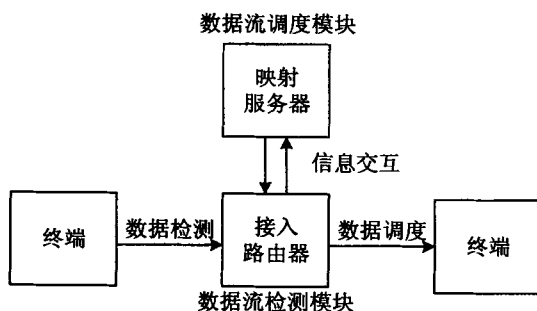 数据流调度模块
映射
服务器
信息交互
终端
数据检测
接入
路由器
数据调度
终端
数据流检测模块